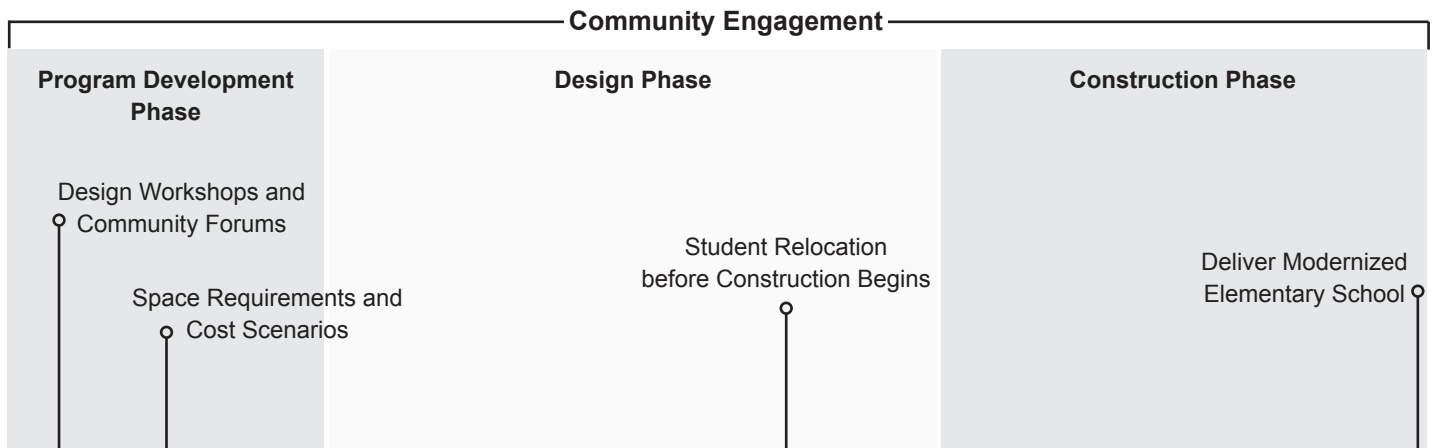 Community Engagement
Program Development
Phase
Design Phase
Construction Phase
Design Workshops and
Community Forums
Space Requirements and
Cost Scenarios
Student Relocation
before Construction Begins
Deliver Modernized
Elementary School